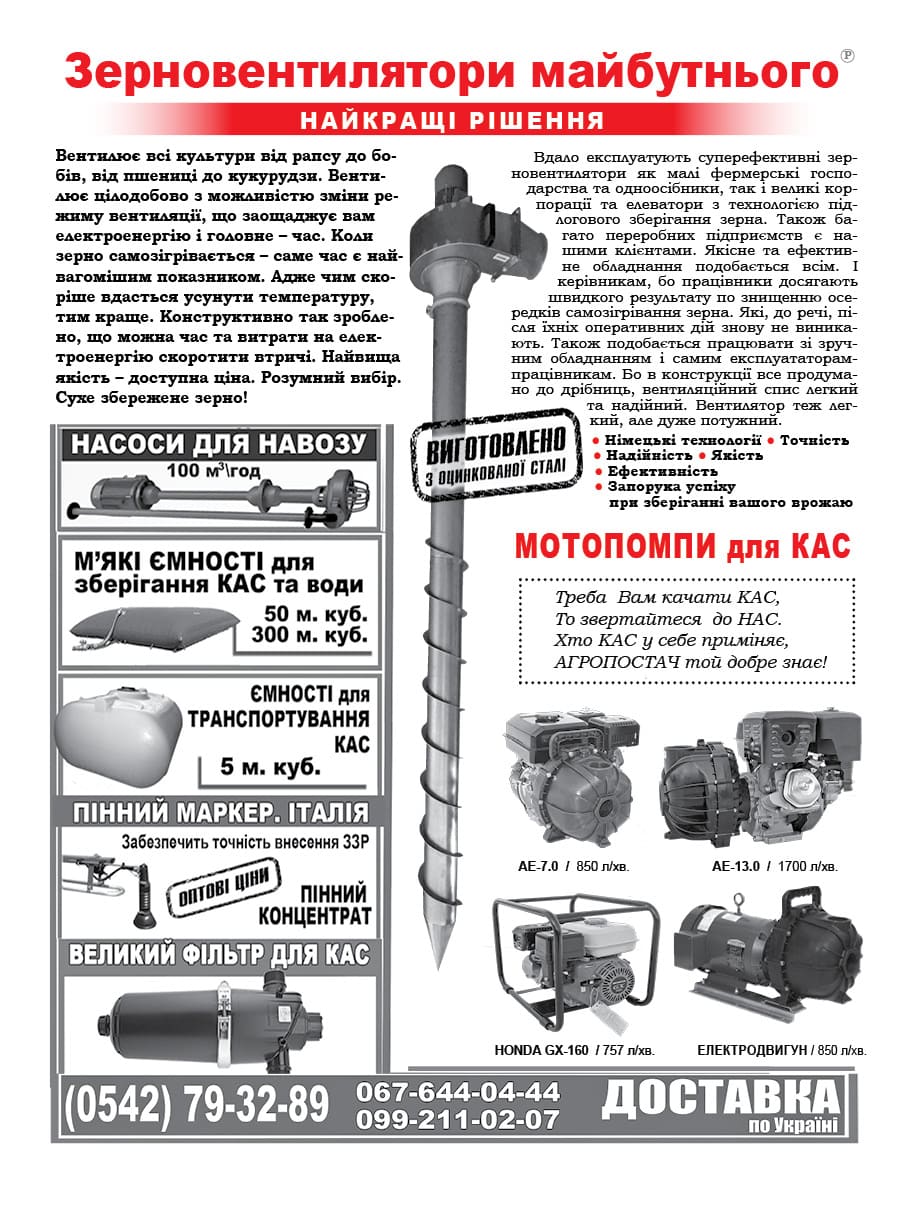 Зерновентилятори майбутнього ℗
НАЙКРАЩІ РІШЕННЯ
Вентилює всі культури від рапсу до бо-
бів, від пшениці до кукурудзи. Венти-
лює цілодобово з можливістю зміни ре-
жиму вентиляції, що заощаджує вам
електроенергію і головне – час. Коли
зерно самозігрівається – саме час є най-
вагомішим показником. Адже чим ско-
ріше вдасться усунути температуру,
тим краще. Конструктивно так зробле-
но, що можна час та витрати на елек-
троенергію скоротити втричі. Найвища
якість – доступна ціна. Розумний вибір.
Сухе збережене зерно!
Вдало експлуатують суперефективні зер-
новентилятори як малі фермерські госпо-
дарства та одноосібники, так і великі кор-
порації та елеватори з технологією під-
логового зберігання зерна. Також ба-
гато переробних підприємств є на-
шими клієнтами. Якісне та ефектив-
не обладнання подобається всім. І
керівникам, бо працівники досягають
швидкого результату по знищенню осе-
редків самозігрівання зерна. Які, до речі, пі-
сля їхніх оперативних дій знову не виника-
ють. Також подобається працювати зі зруч-
ним обладнанням і самим експлуататорам-
працівникам. Бо в конструкції все продума-
но до дрібниць, вентиляційний спис легкий
та надійний. Вентилятор теж лег-
кий, але дуже потужний.
• Німецькі технології • Точність
• Надійність • Якість
• Ефективність
• Запорука успіху
при зберіганні вашого врожаю
ВИГОТОВЛЕНО
З ОЦИНКОВАНОЇ СТАЛІ
НАСОСИ ДЛЯ НАВОЗУ
100 м³\год
М'ЯКІ ЄМНОСТІ для
зберігання КАС та води
50 м. куб.
300 м. куб.
ЄМНОСТІ для
ТРАНСПОРТУВАННЯ
КАС
5 м. куб.
ПІННИЙ МАРКЕР. ІТАЛІЯ
Забезпечить точність внесення ЗЗР
ОПТОВІ ЦІНИ
ПІННИЙ
КОНЦЕНТРАТ
ВЕЛИКИЙ ФІЛЬТР ДЛЯ КАС
МОТОПОМПИ для КАС
Треба Вам качати КАС,
То звертайтеся до НАС.
Хто КАС у себе приміняє,
АГРОПОСТАЧ той добре знає!
АЕ-7.0 / 850 л/хв.
АЕ-13.0 / 1700 л/хв.
HONDA GX-160 / 757 л/хв.
ЕЛЕКТРОДВИГУН / 850 л/хв.
(0542) 79-32-89
067-644-04-44
099-211-02-07
ДОСТАВКА
по Україні